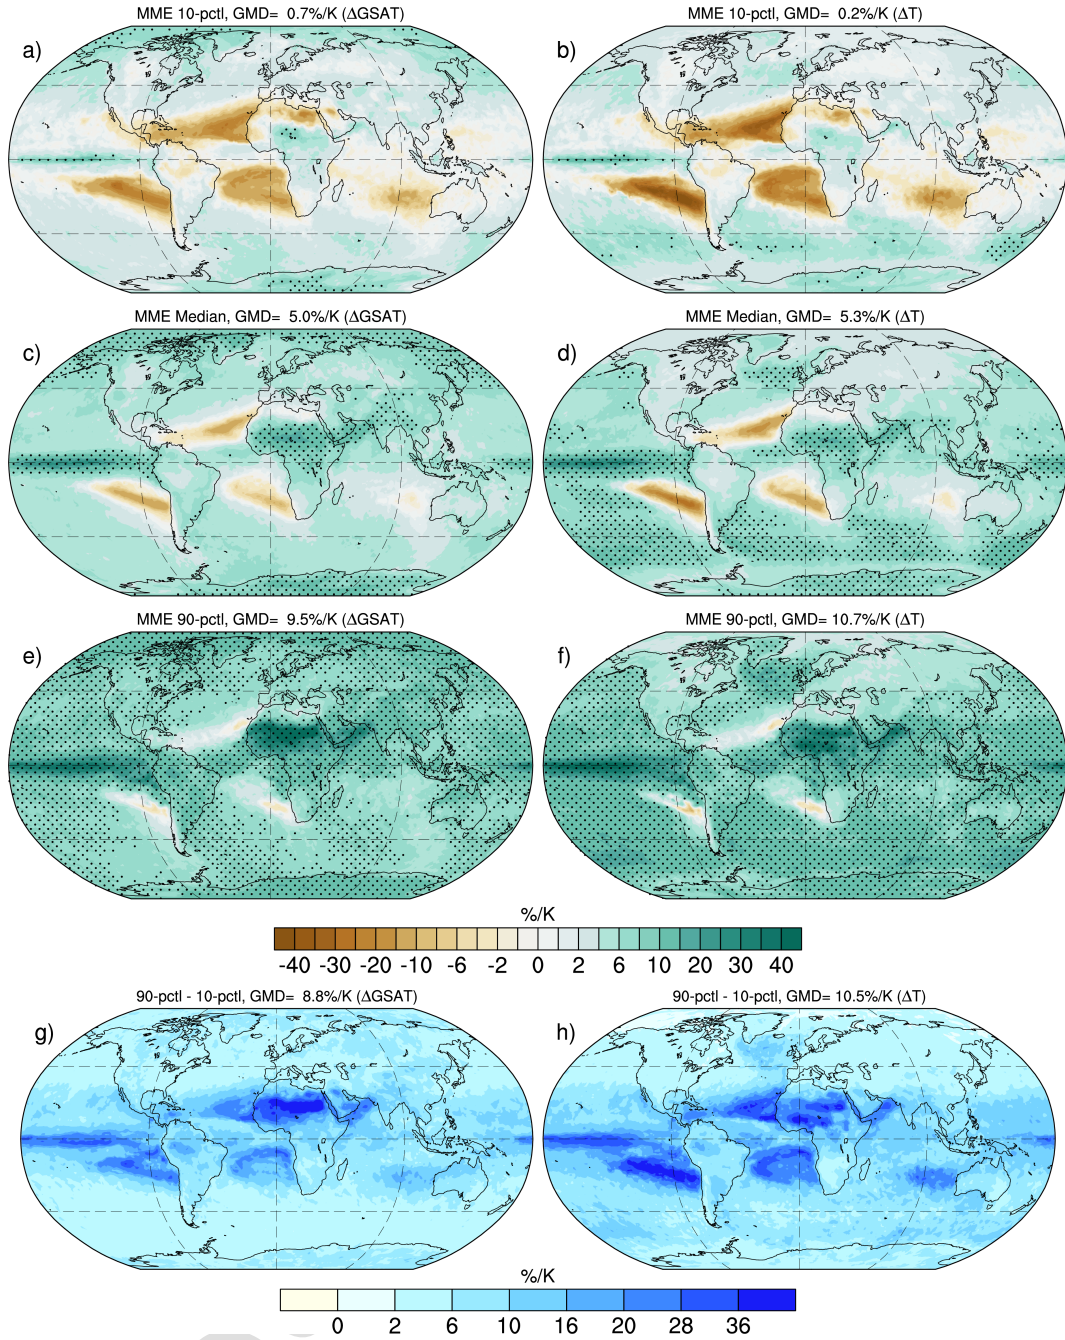 MME 10-pctl, GMD= 0.7%/K (ΔGSAT)
MME 10-pctl, GMD= 0.2%/K (ΔT)
a)
b)
MME Median, GMD= 5.0%/K (ΔGSAT)
MME Median, GMD= 5.3%/K (ΔT)
c)
d)
MME 90-pctl, GMD= 9.5%/K (ΔGSAT)
MME 90-pctl, GMD= 10.7%/K (ΔT)
e)
f)
%/K
-40 -30 -20 -10 -6 -2 0 2 6 10 20 30 40
90-pctl - 10-pctl, GMD= 8.8%/K (ΔGSAT)
90-pctl - 10-pctl, GMD= 10.5%/K (ΔT)
g)
h)
%/K
0 2 6 10 16 20 28 36